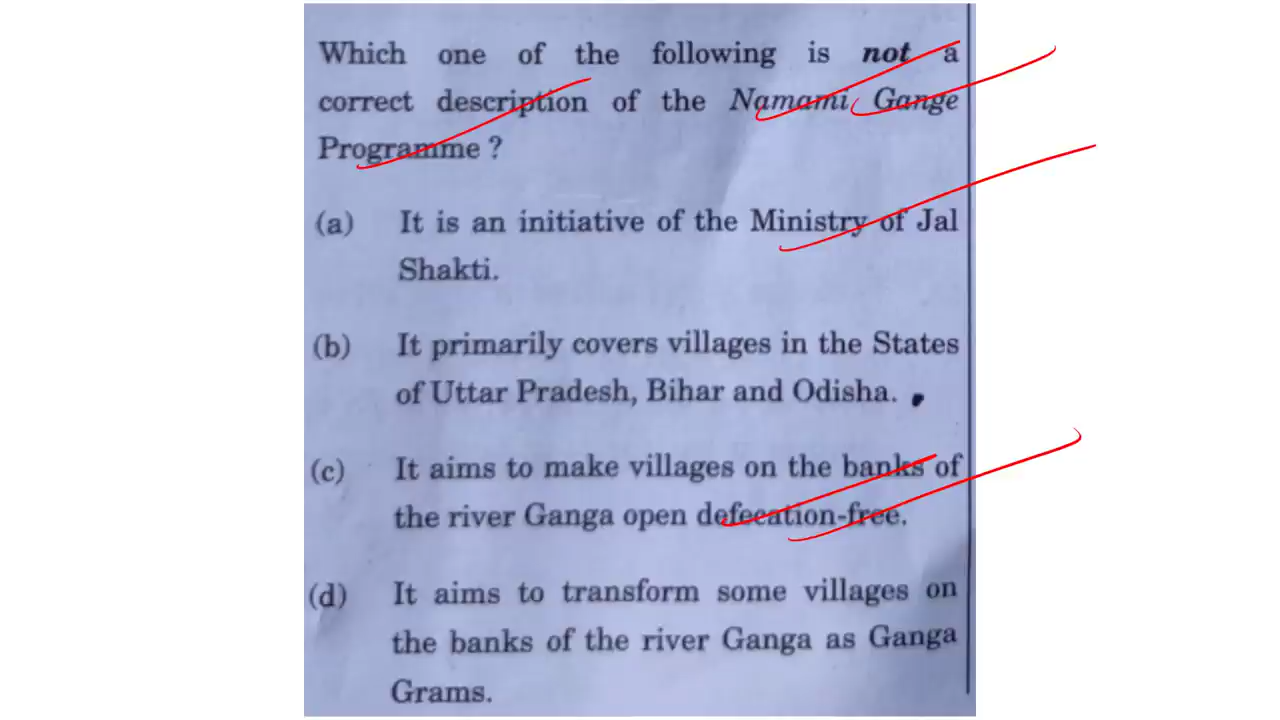 Which one of the following is not a
correct description of the Namami Gange
Programme ?
(a) It is an initiative of the Ministry of Jal
Shakti.
(b) It primarily covers villages in the States
of Uttar Pradesh, Bihar and Odisha.
(c) It aims to make villages on the banks of
the river Ganga open defecation-free.
(d) It aims to transform some villages on
the banks of the river Ganga as Ganga
Grams.